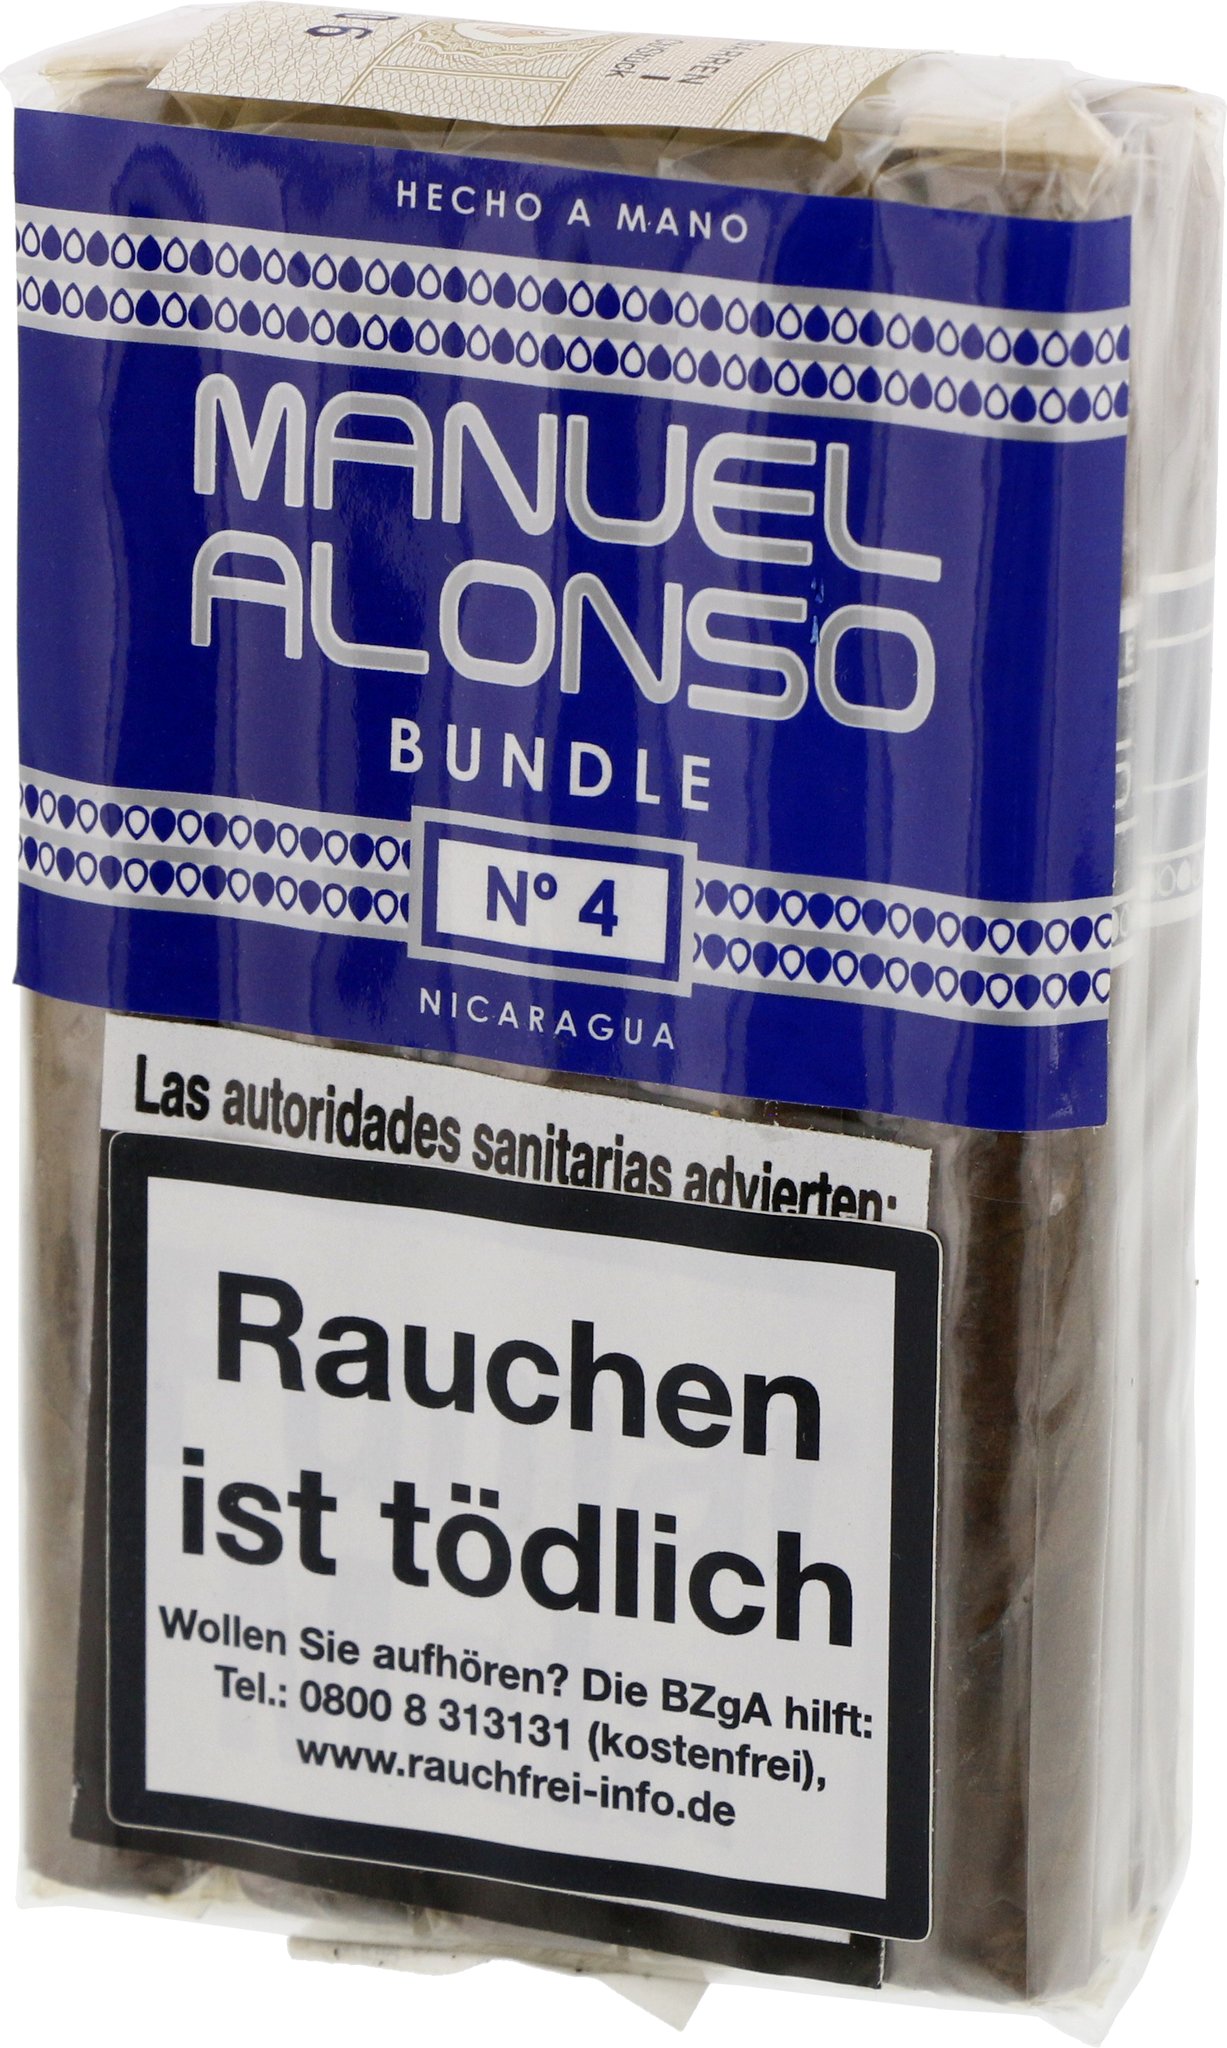 HECHO A MANO
MANUEL
ALONSO
BUNDLE
Nº 4
NICARAGUA
Las autoridades sanitarias advierten:
Rauchen
ist tödlich
Wollen Sie aufhören? Die BZgA hilft:
Tel.: 0800 8 313131 (kostenfrei),
www.rauchfrei-info.de